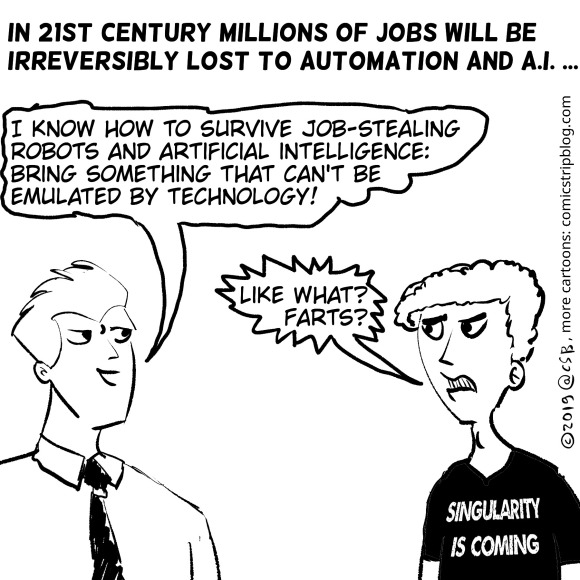 IN 21ST CENTURY MILLIONS OF JOBS WILL BE
IRREVERSIBLY LOST TO AUTOMATION AND A.I. ...
I KNOW HOW TO SURVIVE JOB-STEALING
ROBOTS AND ARTIFICIAL INTELLIGENCE:
BRING SOMETHING THAT CAN'T BE
EMULATED BY TECHNOLOGY!
LIKE WHAT?
FARTS?
SINGULARITY
IS COMING
©2019 @CSB, more cartoons: comicstripblog.com